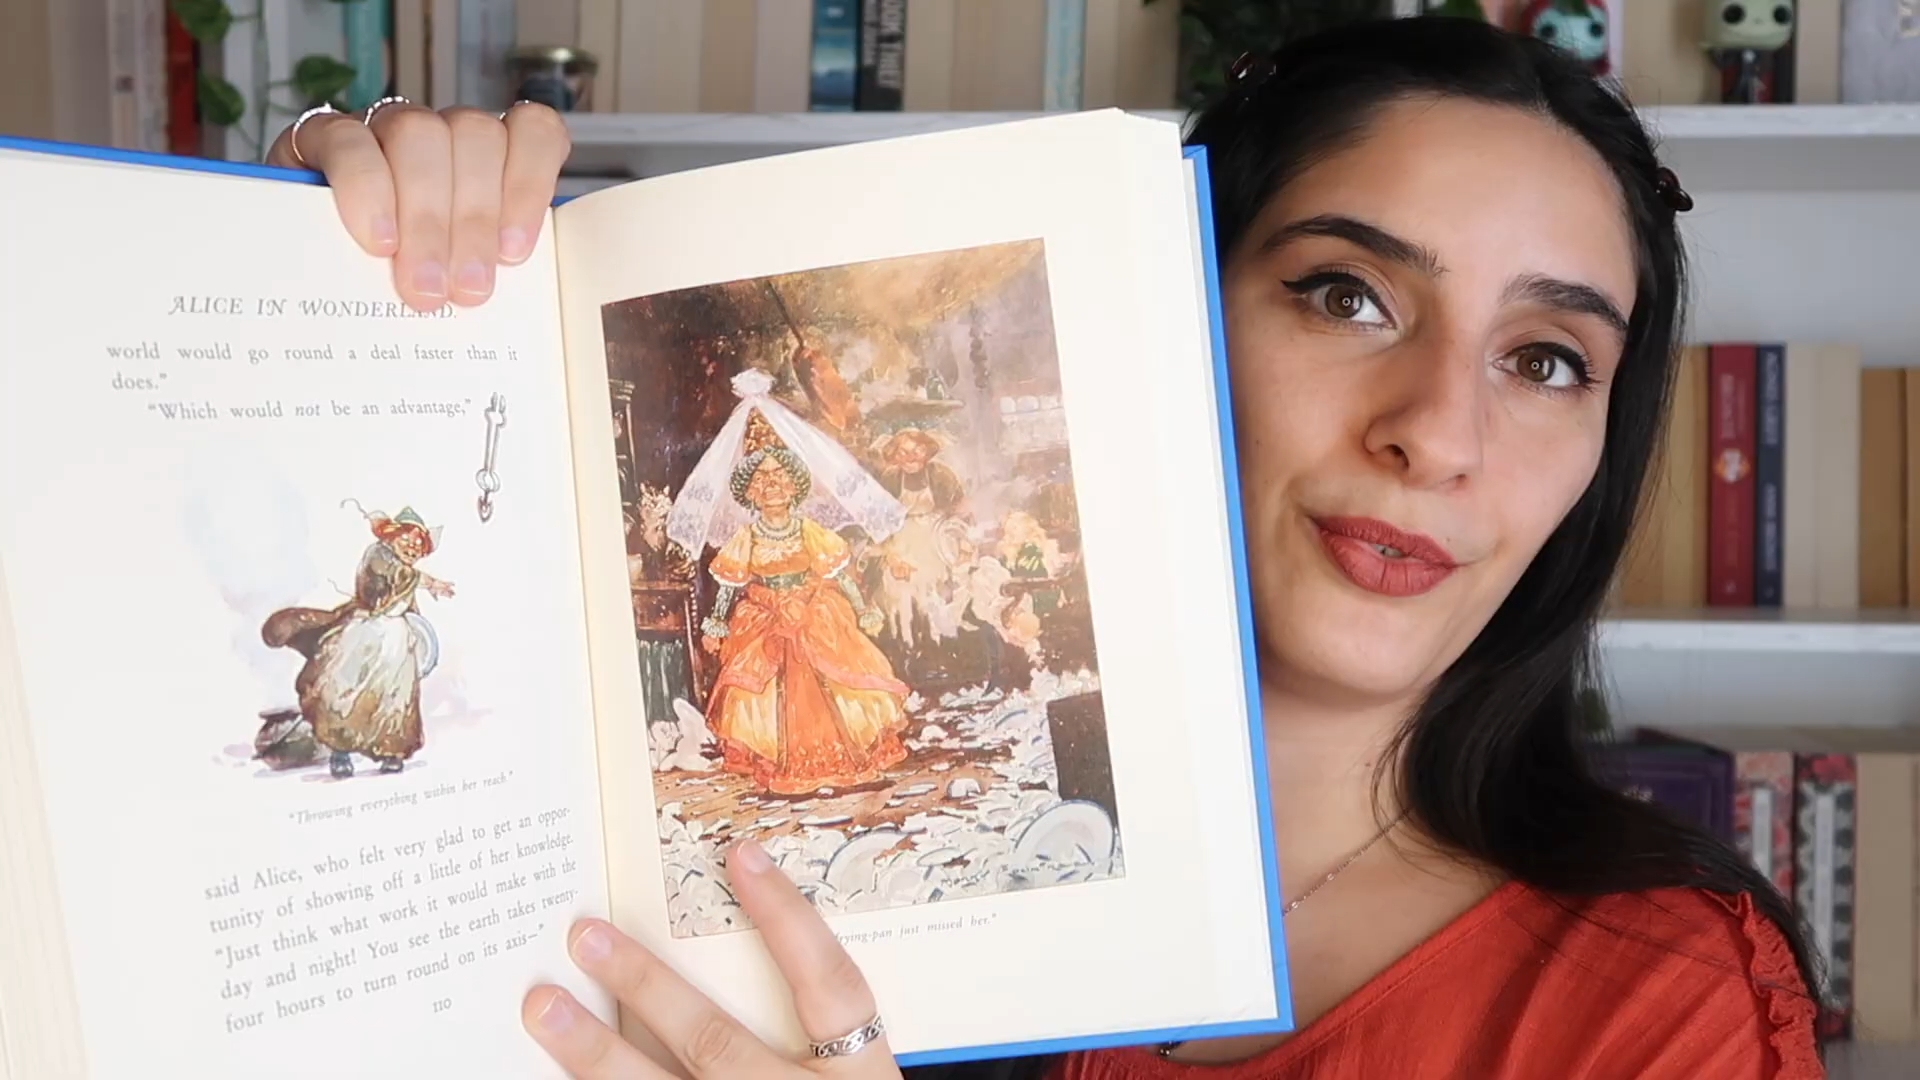 BOOK THIEF
ALICE IN WONDERLAND.
world would go round a deal faster than it
does."
"Which would not be an advantage,"
"Throwing everything within her reach"
said Alice, who felt very glad to get an oppor-
tunity of showing off a little of her knowledge.
"Just think what work it would make with the
day and night! You see the earth takes twenty-
four hours to turn round on its axis—"
110
frying-pan just missed her."